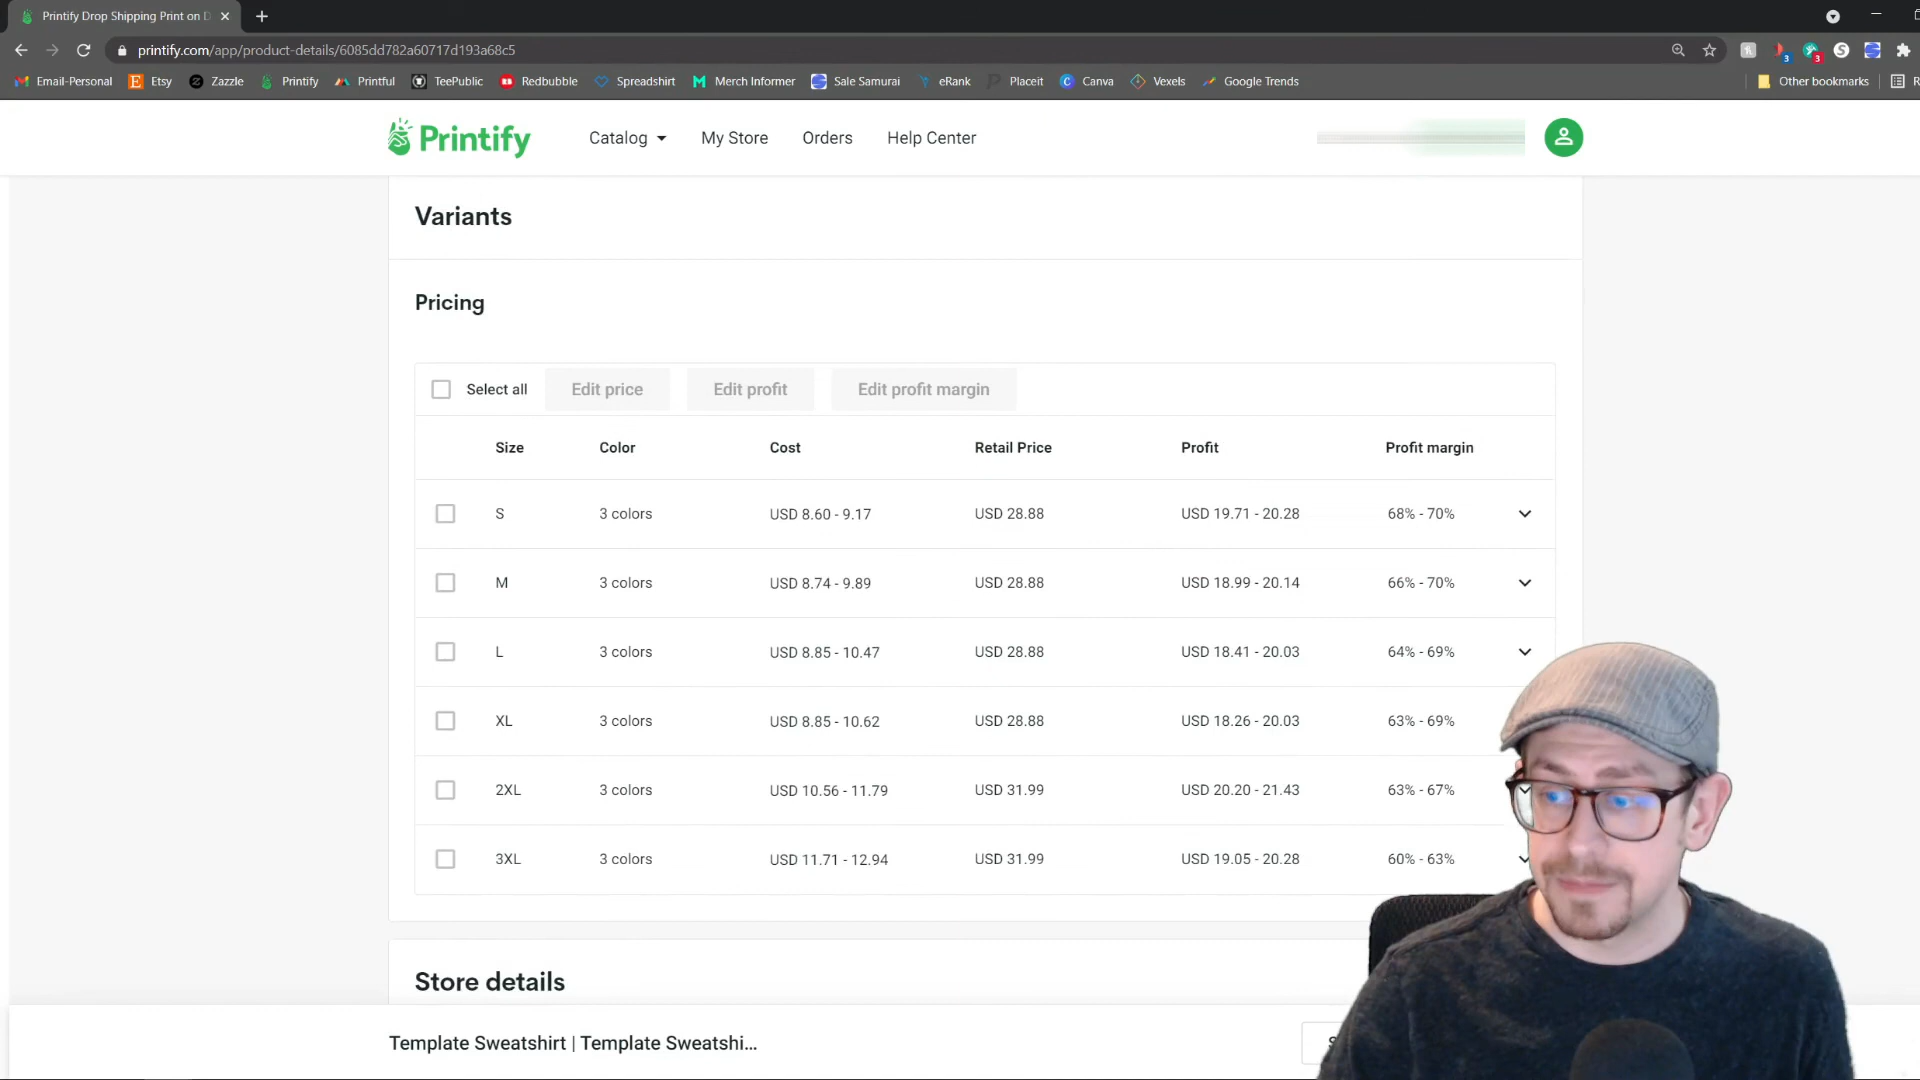 Printify Drop Shipping Print on D
printify.com/app/product-details/6085dd782a60717d193a68c5
3
3
Email-Personal Etsy Zazzle Printify Printful TeePublic Redbubble Spreadshirt Merch Informer Sale Samurai eRank Placeit Canva Vexels Google Trends Other bookmarks R
Printify Catalog My Store Orders Help Center
Variants
Pricing
Select all Edit price Edit profit Edit profit margin
Size Color Cost Retail Price Profit Profit margin
S 3 colors USD 8.60 - 9.17 USD 28.88 USD 19.71 - 20.28 68% - 70%
M 3 colors USD 8.74 - 9.89 USD 28.88 USD 18.99 - 20.14 66% - 70%
L 3 colors USD 8.85 - 10.47 USD 28.88 USD 18.41 - 20.03 64% - 69%
XL 3 colors USD 8.85 - 10.62 USD 28.88 USD 18.26 - 20.03 63% - 69%
2XL 3 colors USD 10.56 - 11.79 USD 31.99 USD 20.20 - 21.43 63% - 67%
3XL 3 colors USD 11.71 - 12.94 USD 31.99 USD 19.05 - 20.28 60% - 63%
Store details
Template Sweatshirt | Template Sweatshi...